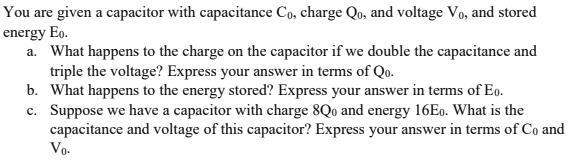 You are given a capacitor with capacitance C₀, charge Q₀, and voltage V₀, and stored
energy E₀.
a. What happens to the charge on the capacitor if we double the capacitance and
triple the voltage? Express your answer in terms of Q₀.
b. What happens to the energy stored? Express your answer in terms of E₀.
c. Suppose we have a capacitor with charge 8Q₀ and energy 16E₀. What is the
capacitance and voltage of this capacitor? Express your answer in terms of C₀ and
V₀.